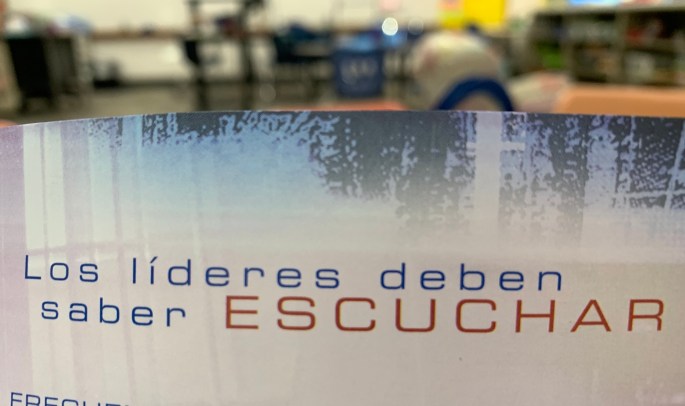 Los líderes deben
saber ESCUCHAR